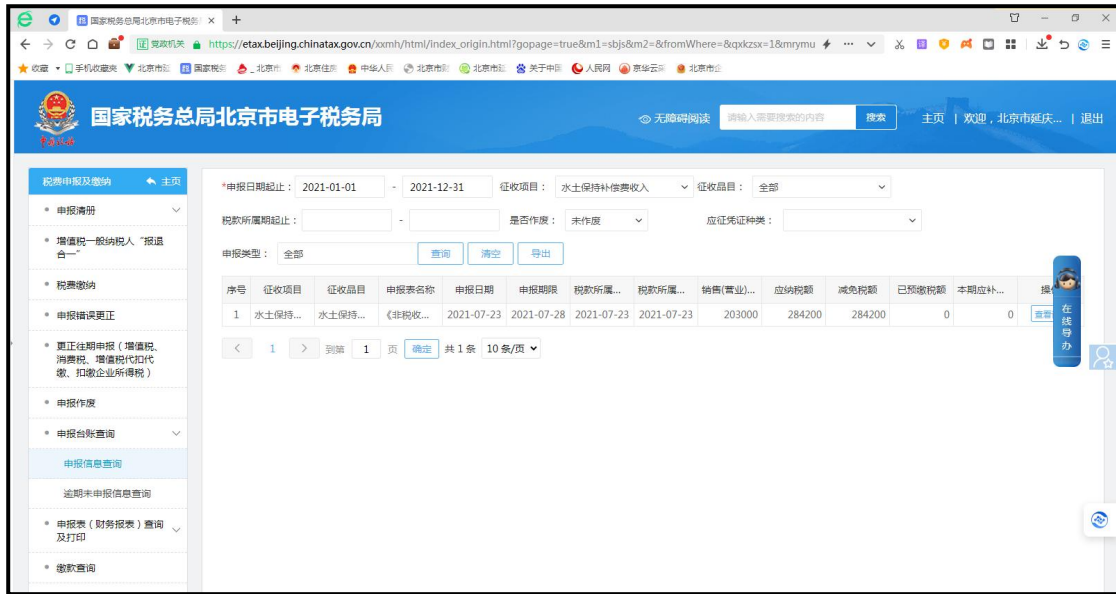 国家税务总局北京市电子税务局
党政机关 https://etax.beijing.chinatax.gov.cn/xxmh/html/index_origin.html?gopage=true&m1=sbjs&m2=&fromWhere=&qxkzsx=1&mrymu
收藏 手机收藏夹 北京市 国家税务 _北京市 北京住房 中华人民 北京市 北京市 关于中国 人民网 京华云 北京市
国家税务总局北京市电子税务局
无障碍阅读 请输入需要搜索的内容 搜索 主页 | 欢迎，北京市延庆... | 退出
税费申报及缴纳 主页
申报清册
增值税一般纳税人“报退
合一”
税费缴纳
申报错误更正
更正往期申报（增值税、
消费税、增值税代扣代
缴、扣缴企业所得税）
申报作废
申报台账查询
申报信息查询
逾期未申报信息查询
申报表（财务报表）查询
及打印
缴款查询
*申报日期起止： 2021-01-01 - 2021-12-31 征收项目： 水土保持补偿费收入 征收品目： 全部
税款所属期起止： - 是否作废： 未作废 应征凭证种类：
申报类型： 全部 查询 清空 导出
序号 征收项目 征收品目 申报表名称 申报日期 申报期限 税款所属... 税款所属... 销售(营业)... 应纳税额 减免税额 已预缴税额 本期应补... 操
1 水土保持... 水土保持... 《非税收... 2021-07-23 2021-07-28 2021-07-23 2021-07-23 203000 284200 284200 0 0 查看
< 1 > 到第 1 页 确定 共 1 条 10 条/页
在线导办